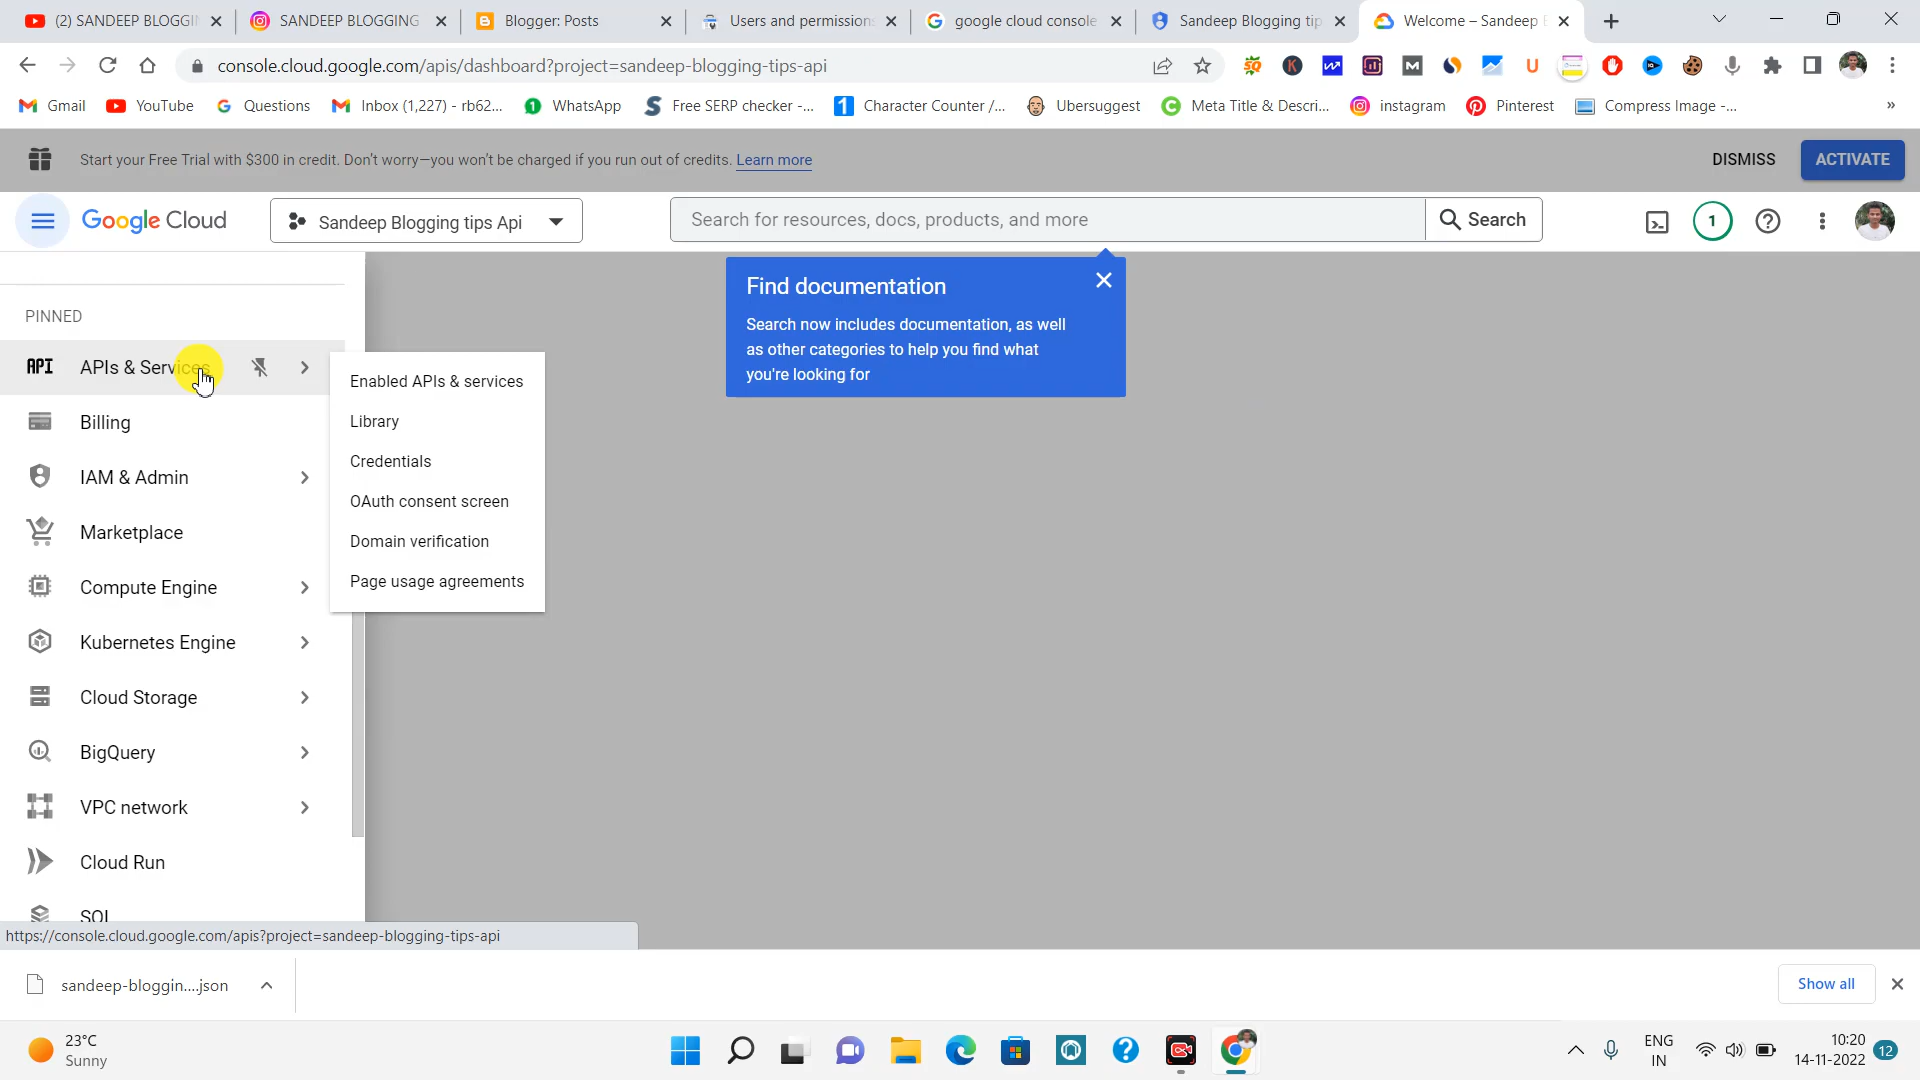 (2) SANDEEP BLOGGIN
SANDEEP BLOGGING
Blogger: Posts
Users and permission
google cloud console
Sandeep Blogging tip
Welcome – Sandeep B
console.cloud.google.com/apis/dashboard?project=sandeep-blogging-tips-api
Gmail
YouTube
Questions
Inbox (1,227) - rb62...
WhatsApp
Free SERP checker -...
Character Counter /...
Ubersuggest
Meta Title & Descri...
instagram
Pinterest
Compress Image -...
»
Start your Free Trial with $300 in credit. Don't worry—you won't be charged if you run out of credits. Learn more
DISMISS
ACTIVATE
Google Cloud
Sandeep Blogging tips Api
Search for resources, docs, products, and more
Search
1
Find documentation
Search now includes documentation, as well
as other categories to help you find what
you're looking for
PINNED
API APIs & Services
Billing
IAM & Admin
Marketplace
Compute Engine
Kubernetes Engine
Cloud Storage
BigQuery
VPC network
Cloud Run
SQL
Enabled APIs & services
Library
Credentials
OAuth consent screen
Domain verification
Page usage agreements
https://console.cloud.google.com/apis?project=sandeep-blogging-tips-api
sandeep-bloggin....json
Show all
23°C
Sunny
ENG
IN
10:20
14-11-2022
12